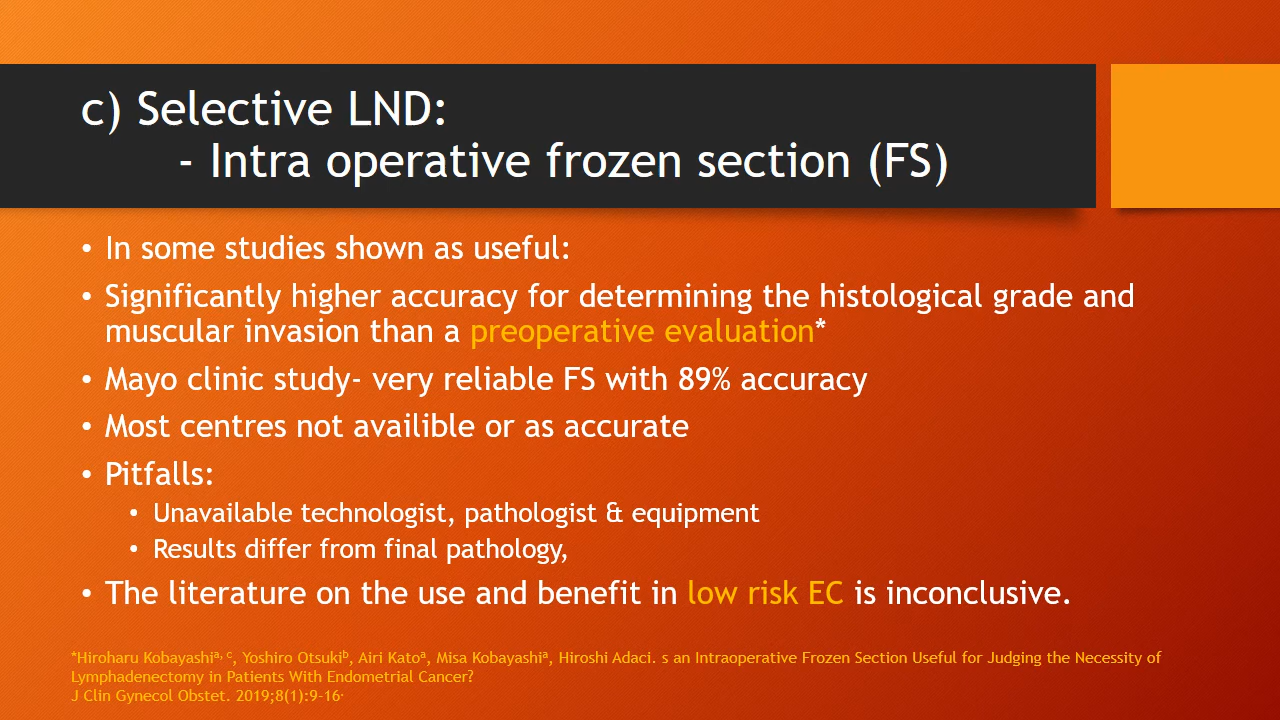 c) Selective LND:
- Intra operative frozen section (FS)
• In some studies shown as useful:
• Significantly higher accuracy for determining the histological grade and
muscular invasion than a preoperative evaluation*
• Mayo clinic study- very reliable FS with 89% accuracy
• Most centres not availible or as accurate
• Pitfalls:
• Unavailable technologist, pathologist & equipment
• Results differ from final pathology,
• The literature on the use and benefit in low risk EC is inconclusive.
*Hiroharu Kobayashiᵃ, ᶜ, Yoshiro Otsukiᵇ, Airi Katoᵃ, Misa Kobayashiᵃ, Hiroshi Adaci. s an Intraoperative Frozen Section Useful for Judging the Necessity of
Lymphadenectomy in Patients With Endometrial Cancer?
J Clin Gynecol Obstet. 2019;8(1):9-16.